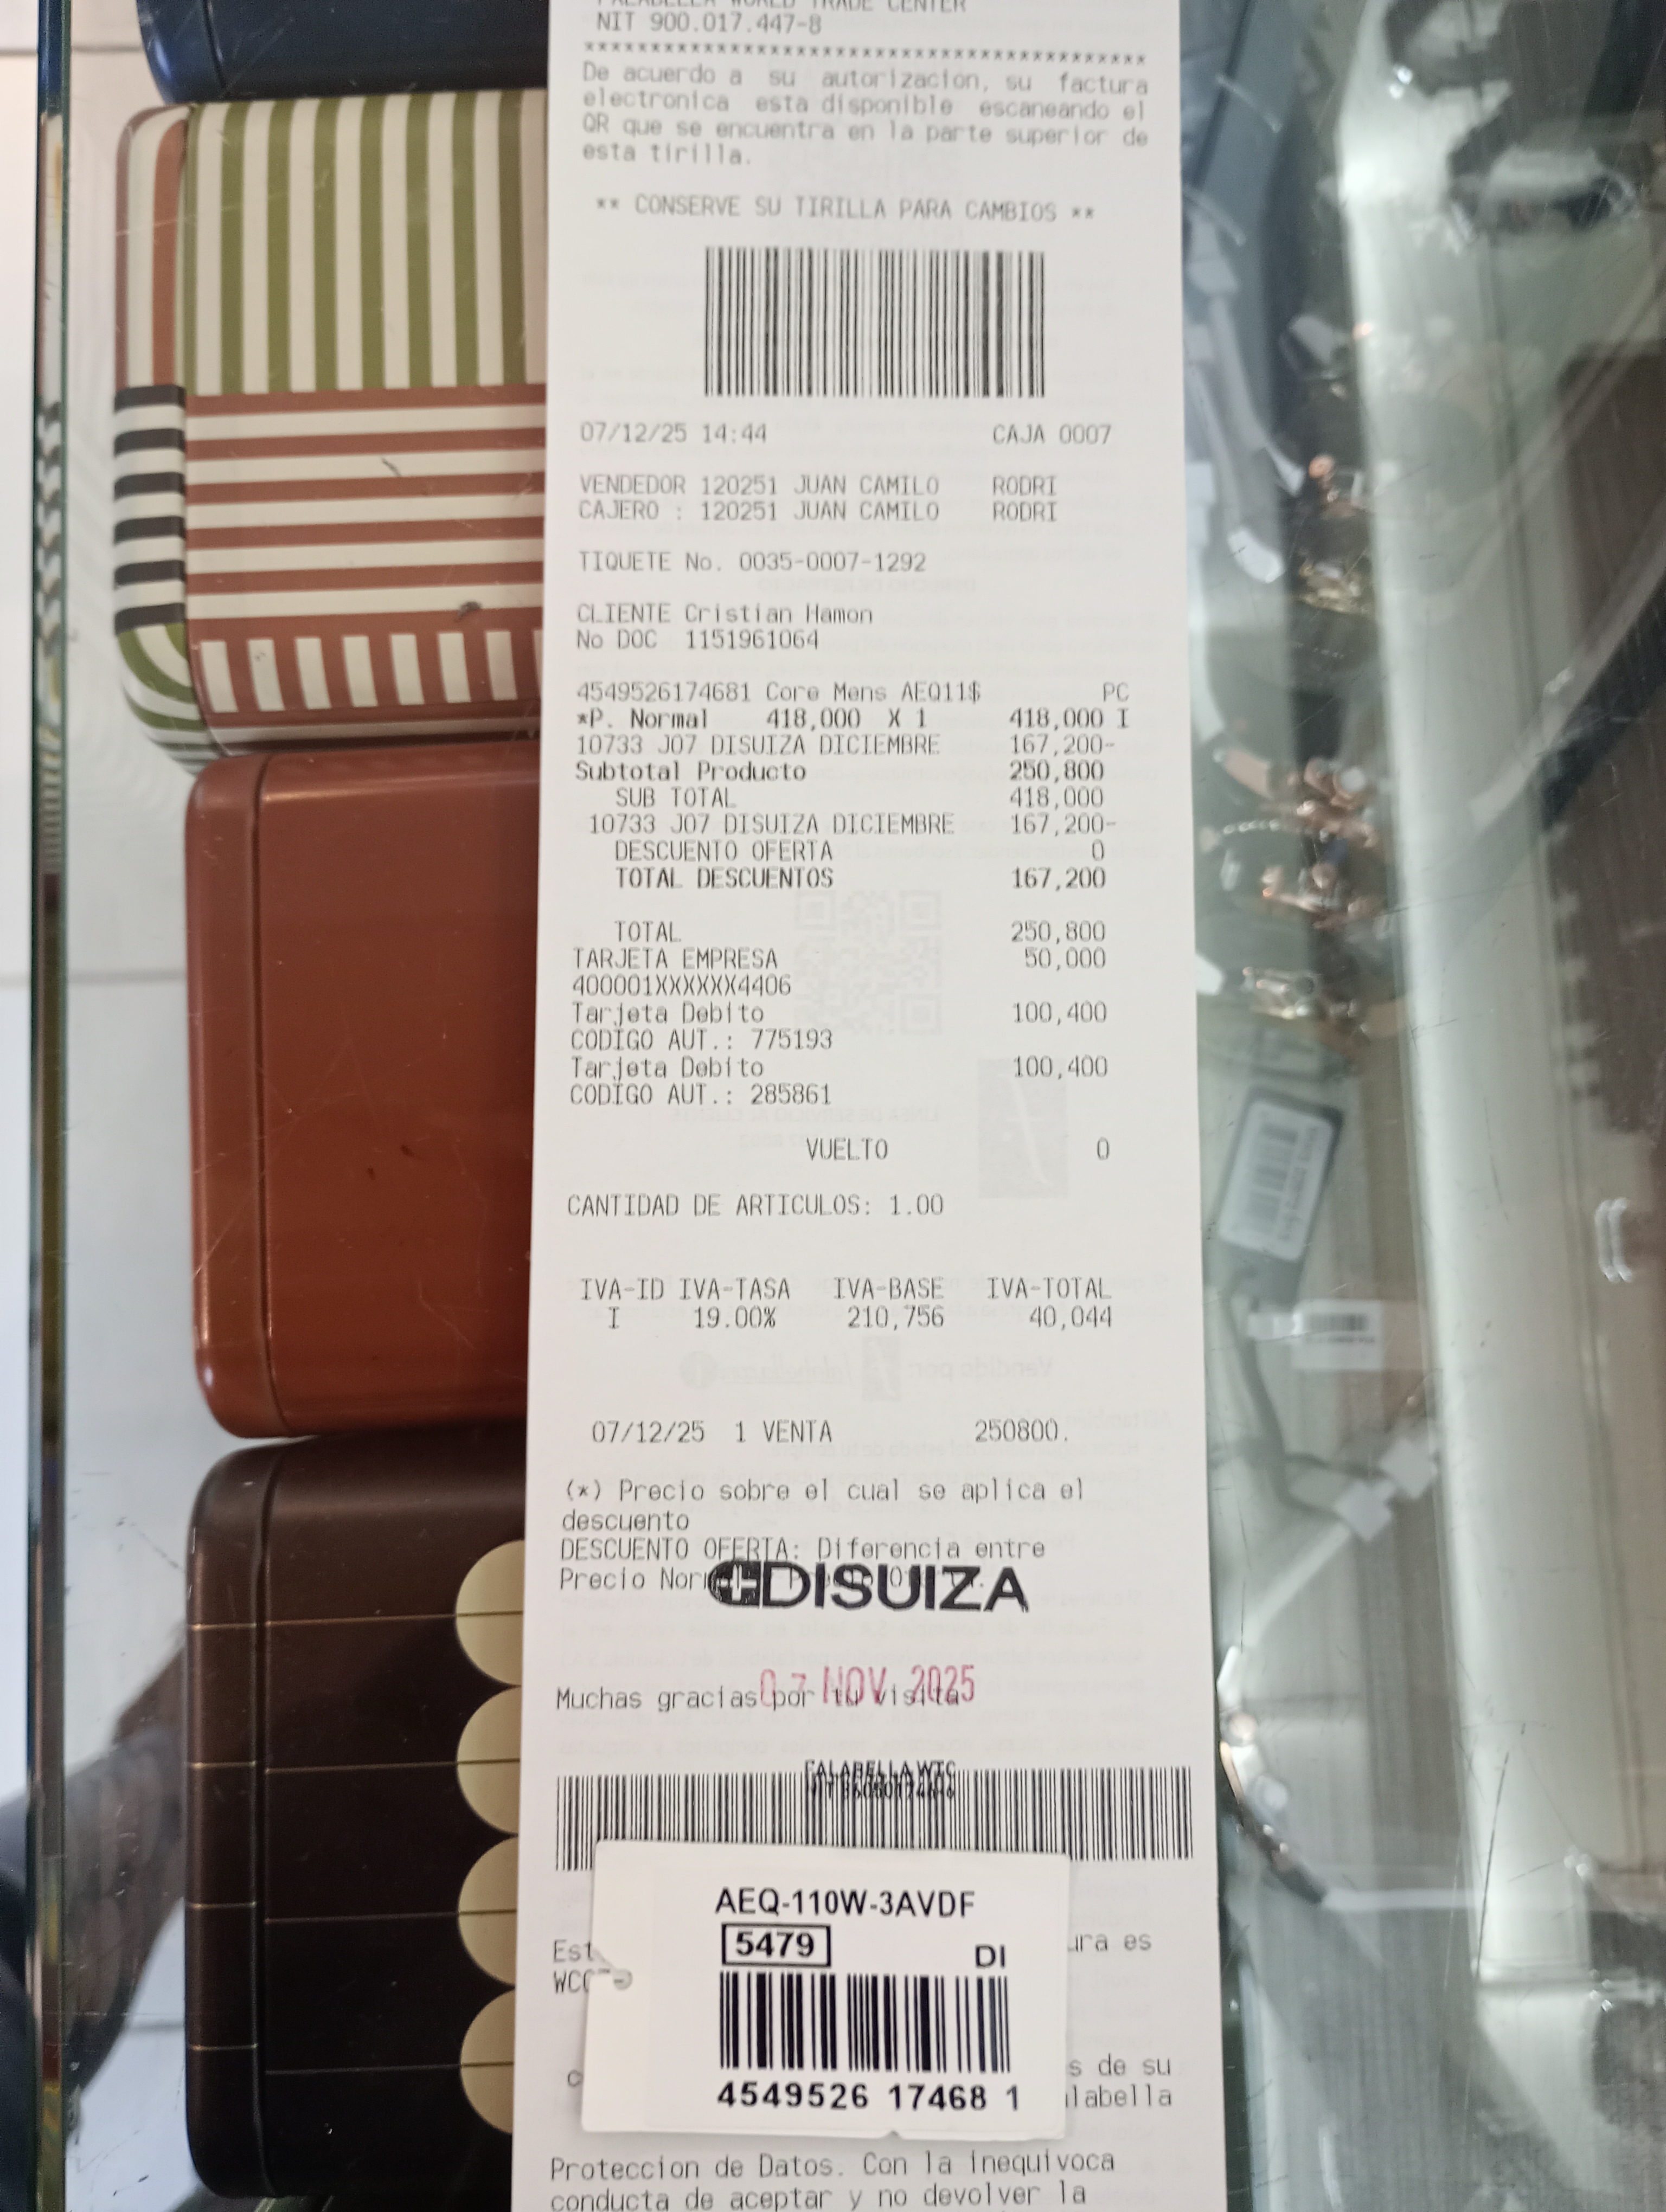 FALABELLA WORLD TRADE CENTER
NIT 900.017.447-8
*******************************************
De acuerdo a su autorizacion, su factura
electronica esta disponible escaneando el
QR que se encuentra en la parte superior de
esta tirilla.
** CONSERVE SU TIRILLA PARA CAMBIOS **
07/12/25 14:44 CAJA 0007
VENDEDOR 120251 JUAN CAMILO RODRI
CAJERO : 120251 JUAN CAMILO RODRI
TIQUETE No. 0035-0007-1292
CLIENTE Cristian Hamon
No DOC 1151961064
4549526174681 Core Mens AEQ11$ PC
*P. Normal 418,000 X 1 418,000 I
10733 J07 DISUIZA DICIEMBRE 167,200-
Subtotal Producto 250,800
SUB TOTAL 418,000
10733 J07 DISUIZA DICIEMBRE 167,200-
DESCUENTO OFERTA 0
TOTAL DESCUENTOS 167,200
TOTAL 250,800
TARJETA EMPRESA 50,000
400001XXXXXX4406
Tarjeta Debito 100,400
CODIGO AUT.: 775193
Tarjeta Debito 100,400
CODIGO AUT.: 285861
VUELTO 0
CANTIDAD DE ARTICULOS: 1.00
IVA-ID IVA-TASA IVA-BASE IVA-TOTAL
I 19.00% 210,756 40,044
07/12/25 1 VENTA 250800.
(*) Precio sobre el cual se aplica el
descuento
DESCUENTO OFERTA: Diferencia entre
Precio
DISUIZA
07 NOV 2025
Muchas gracias por tu visita
FALABELLA WTC
AEQ-110W-3AVDF
5479 DI
es
4549526 17468 1
de su
Proteccion de Datos. Con la inequivoca
conducta de aceptar y no devolver la